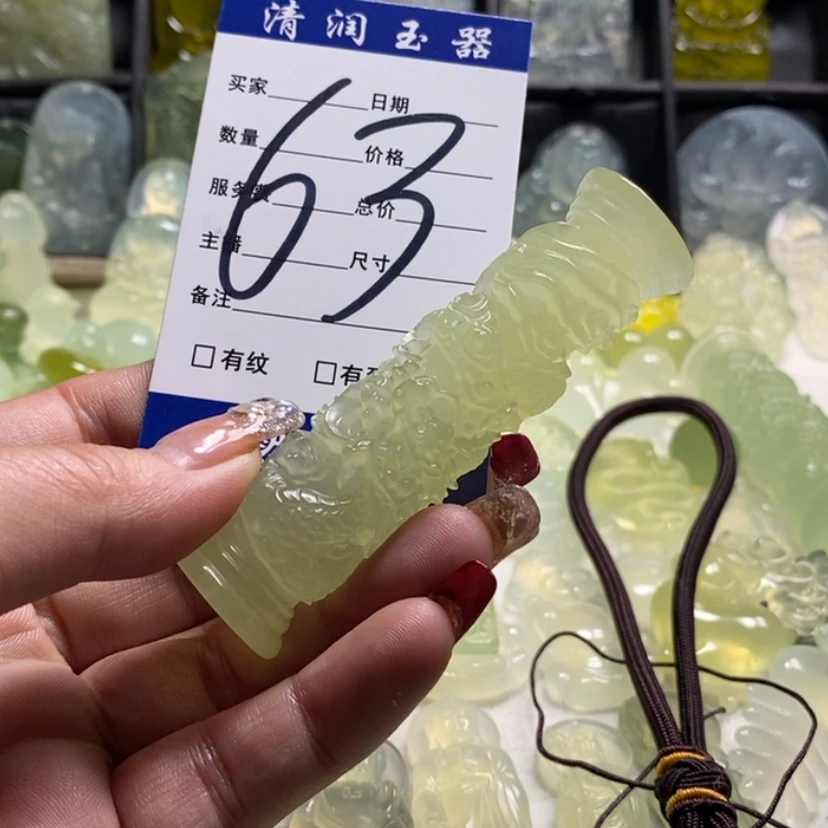 清润玉器
买家 日期
数量 价格
服务费 总价
主播 尺寸
备注
63
□有纹 □有